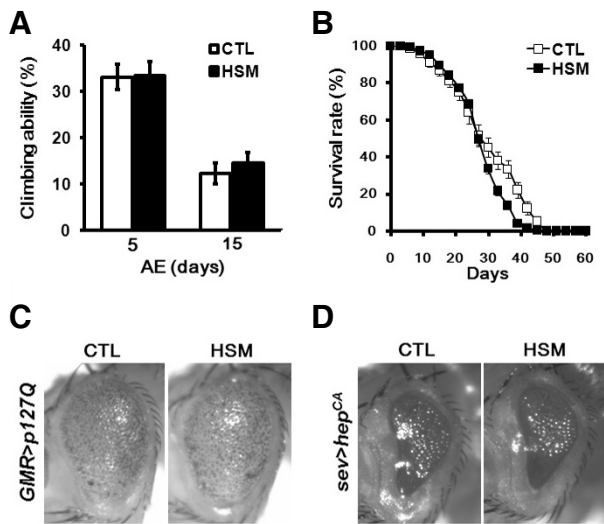 A
40
30
20
10
0
Climbing ability (%)
CTL
HSM
5 15
AE (days)
B
100
80
60
40
20
0
Survival rate (%)
CTL
HSM
0 10 20 30 40 50 60
Days
C
CTL HSM
GMR>p127Q
D
CTL HSM
sev>hepCA